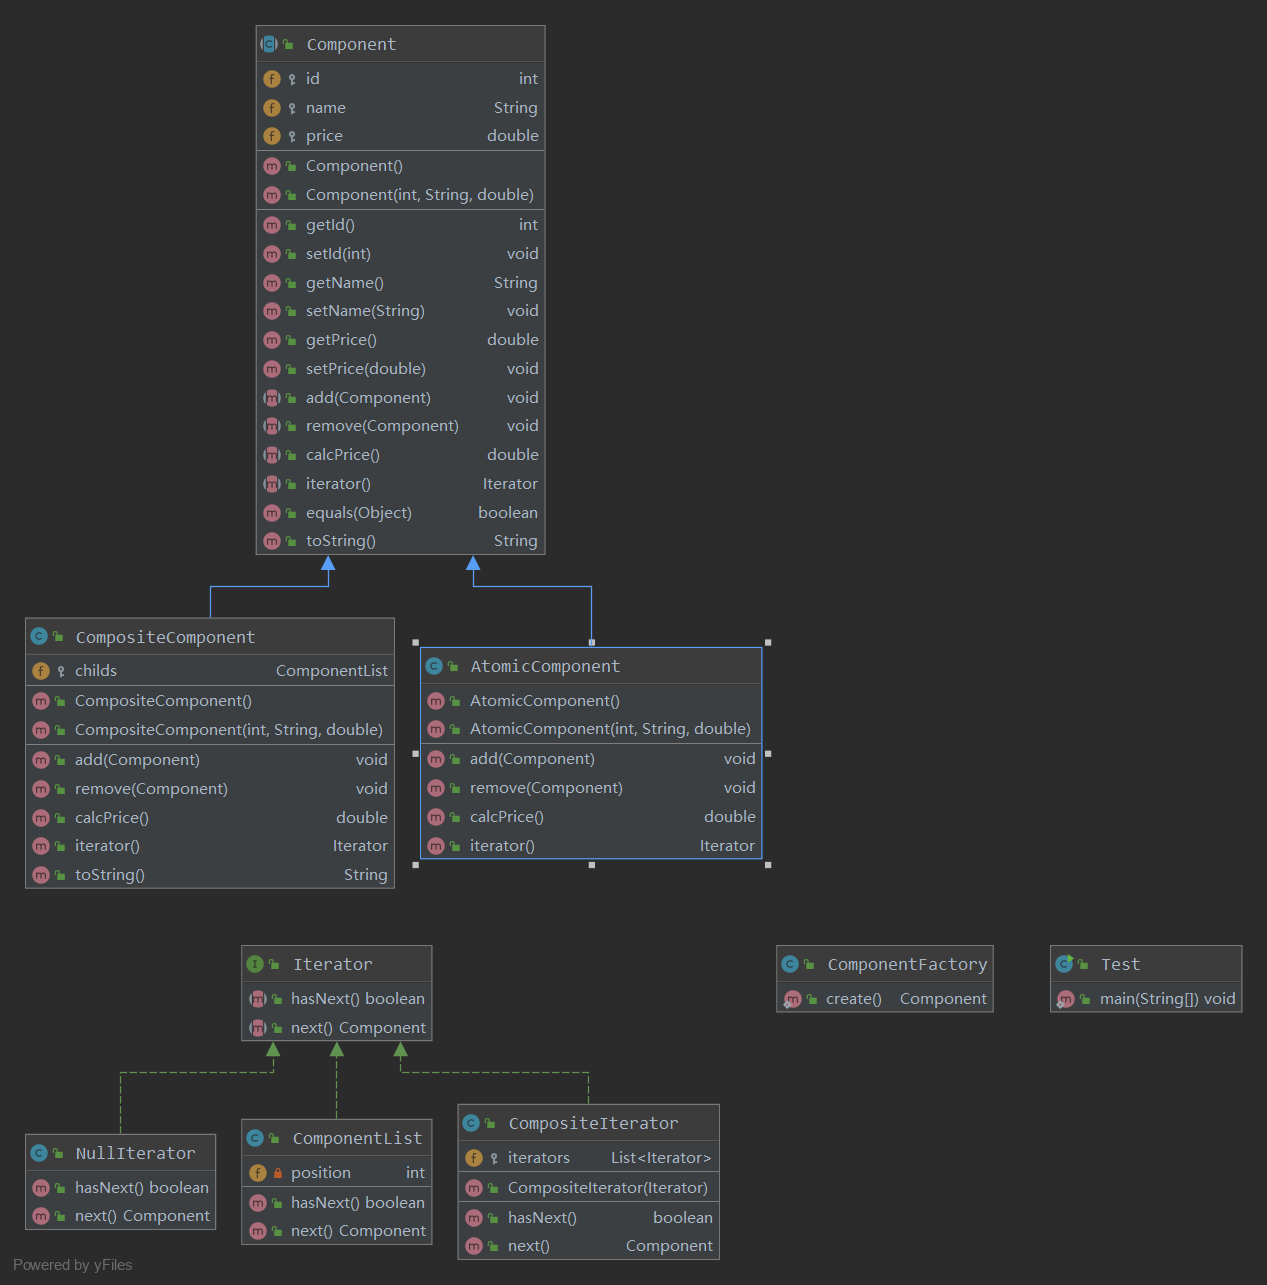 Component
id int
name String
price double
Component()
Component(int, String, double)
getId() int
setId(int) void
getName() String
setName(String) void
getPrice() double
setPrice(double) void
add(Component) void
remove(Component) void
calcPrice() double
iterator() Iterator
equals(Object) boolean
toString() String
CompositeComponent
childs ComponentList
CompositeComponent()
CompositeComponent(int, String, double)
add(Component) void
remove(Component) void
calcPrice() double
iterator() Iterator
toString() String
AtomicComponent
AtomicComponent()
AtomicComponent(int, String, double)
add(Component) void
remove(Component) void
calcPrice() double
iterator() Iterator
Iterator
hasNext() boolean
next() Component
ComponentFactory
create() Component
Test
main(String[]) void
NullIterator
hasNext() boolean
next() Component
ComponentList
position int
hasNext() boolean
next() Component
CompositeIterator
iterators List<Iterator>
CompositeIterator(Iterator)
hasNext() boolean
next() Component
Powered by yFiles